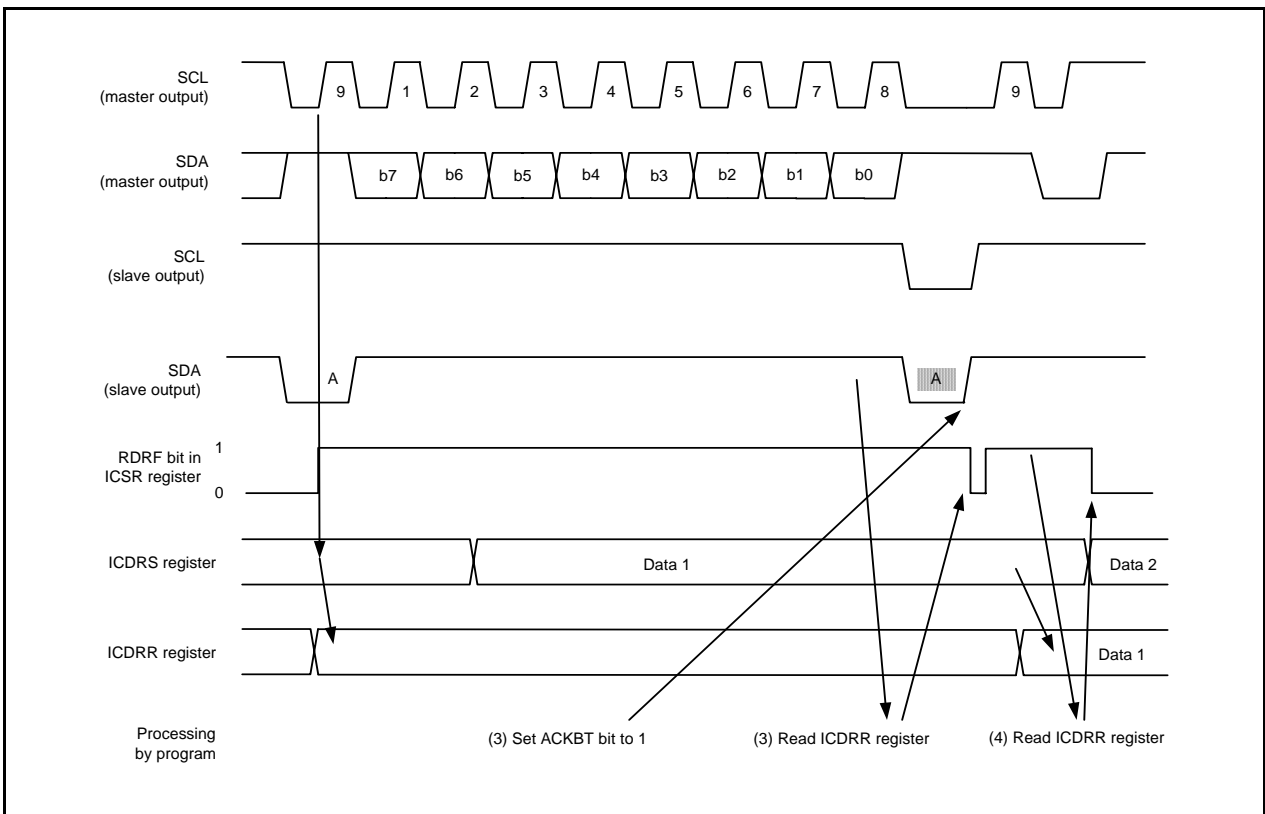 SCL
(master output)
9 1 2 3 4 5 6 7 8 9
SDA
(master output)
b7 b6 b5 b4 b3 b2 b1 b0
SCL
(slave output)
SDA
(slave output)
A A
RDRF bit in
ICSR register
1
0
ICDRS register
Data 1 Data 2
ICDRR register
Data 1
Processing
by program
(3) Set ACKBT bit to 1 (3) Read ICDRR register (4) Read ICDRR register